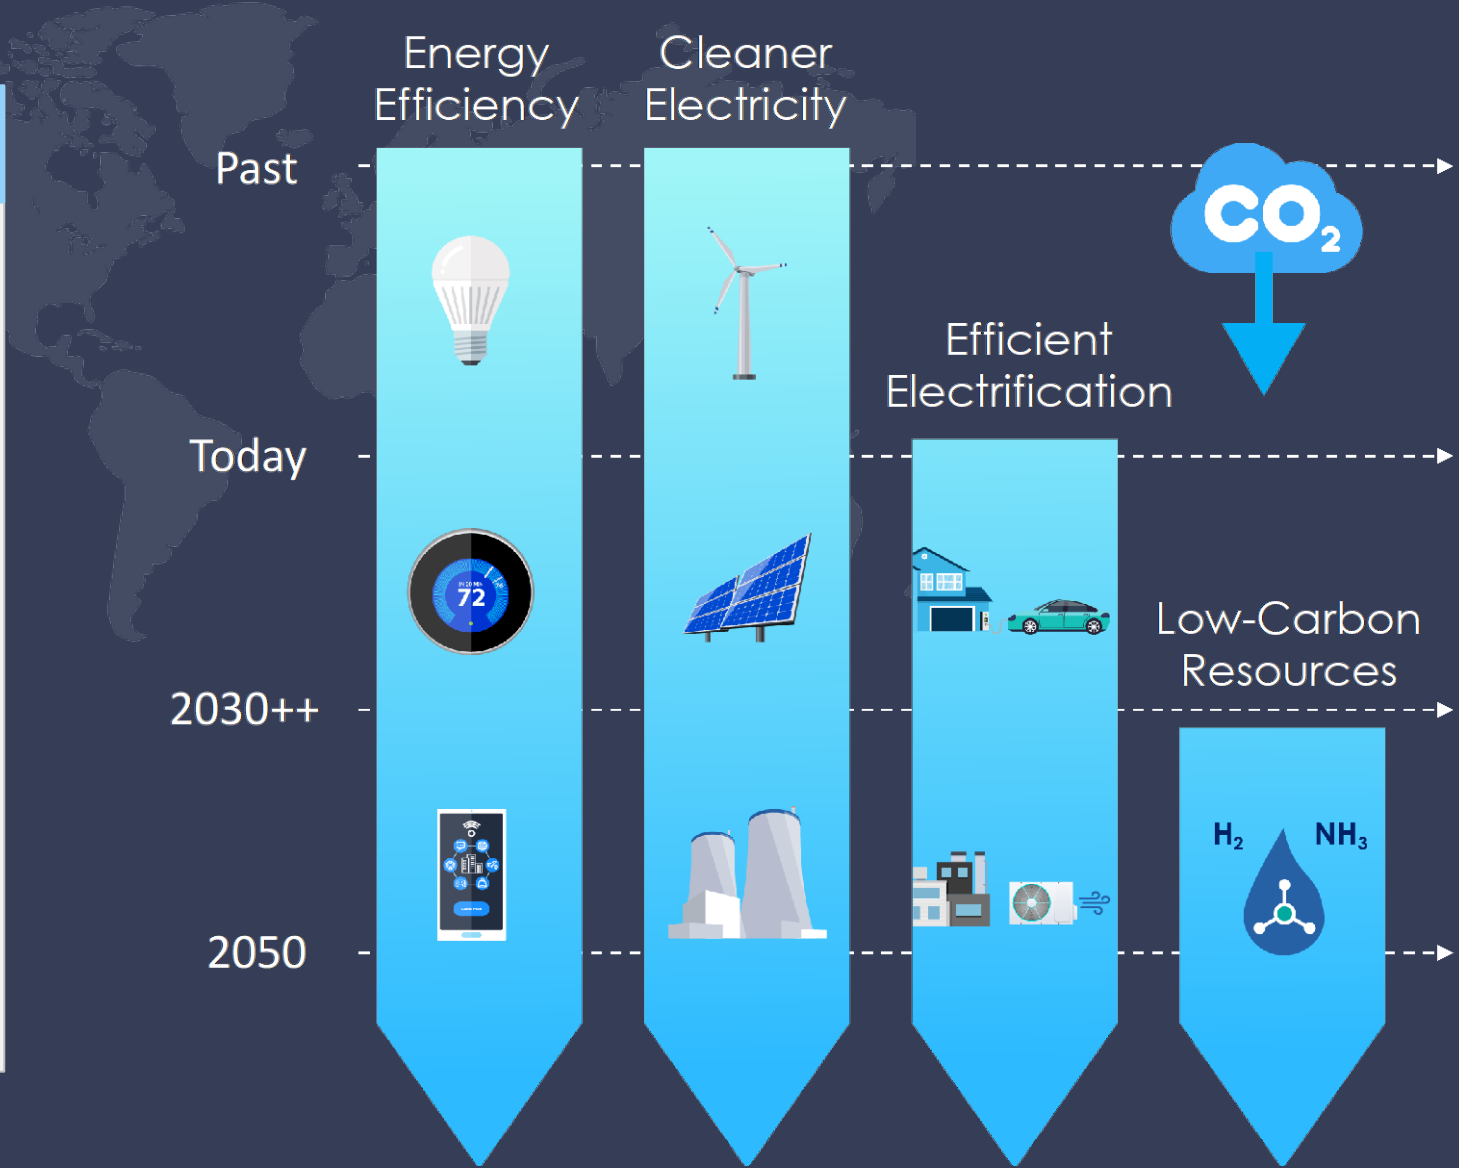 Energy
Efficiency
Cleaner
Electricity
Past
CO₂
Efficient
Electrification
Today
72
Low-Carbon
Resources
2030++
H₂
NH₃
2050